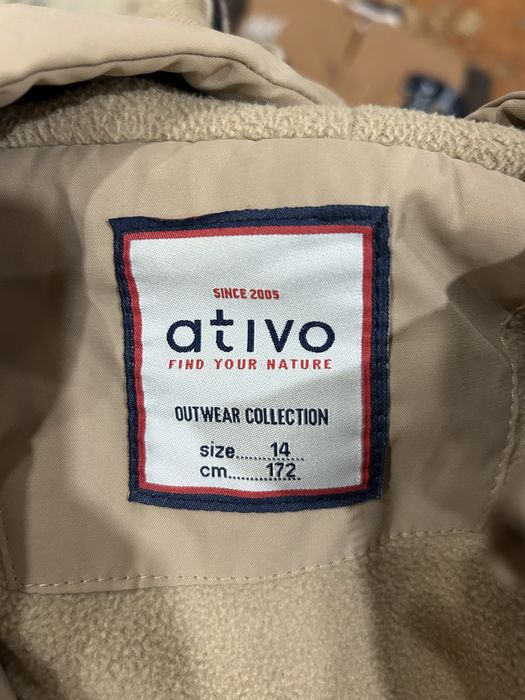 SINCE 2005
ativo
FIND YOUR NATURE
OUTWEAR COLLECTION
size..........14...
cm............172..